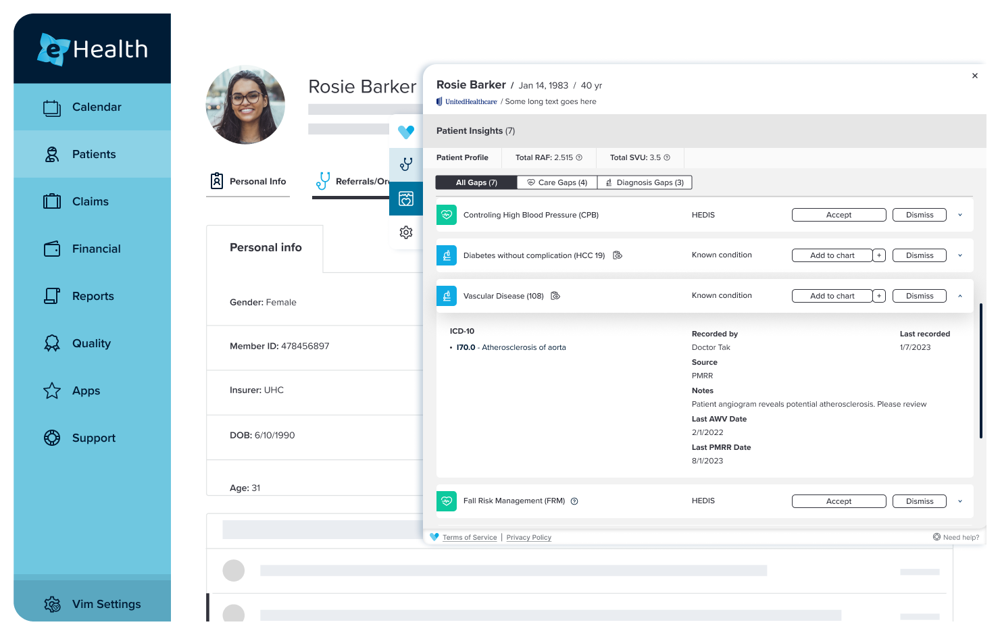 eHealth
Calendar
Patients
Claims
Financial
Reports
Quality
Apps
Support
Vim Settings
Rosie Barker
Personal Info
Referrals/Or
Personal info
Gender: Female
Member ID: 478456897
Insurer: UHC
DOB: 6/10/1990
Age: 31
Rosie Barker / Jan 14, 1983 / 40 yr
UnitedHealthcare / Some long text goes here
Patient Insights (7)
Patient Profile
Total RAF: 2.515
Total SVU: 3.5
All Gaps (7)
Care Gaps (4)
Diagnosis Gaps (3)
Controling High Blood Pressure (CPB)
HEDIS
Accept
Dismiss
Diabetes without complication (HCC 19)
Known condition
Add to chart
+
Dismiss
Vascular Disease (108)
Known condition
Add to chart
+
Dismiss
ICD-10
• I70.0 - Atherosclerosis of aorta
Recorded by
Doctor Tak
Source
PMRR
Notes
Patient angiogram reveals potential atherosclerosis. Please review
Last AWV Date
2/1/2022
Last PMRR Date
8/1/2023
Last recorded
1/7/2023
Fall Risk Management (FRM)
HEDIS
Accept
Dismiss
Terms of Service | Privacy Policy
Need help?